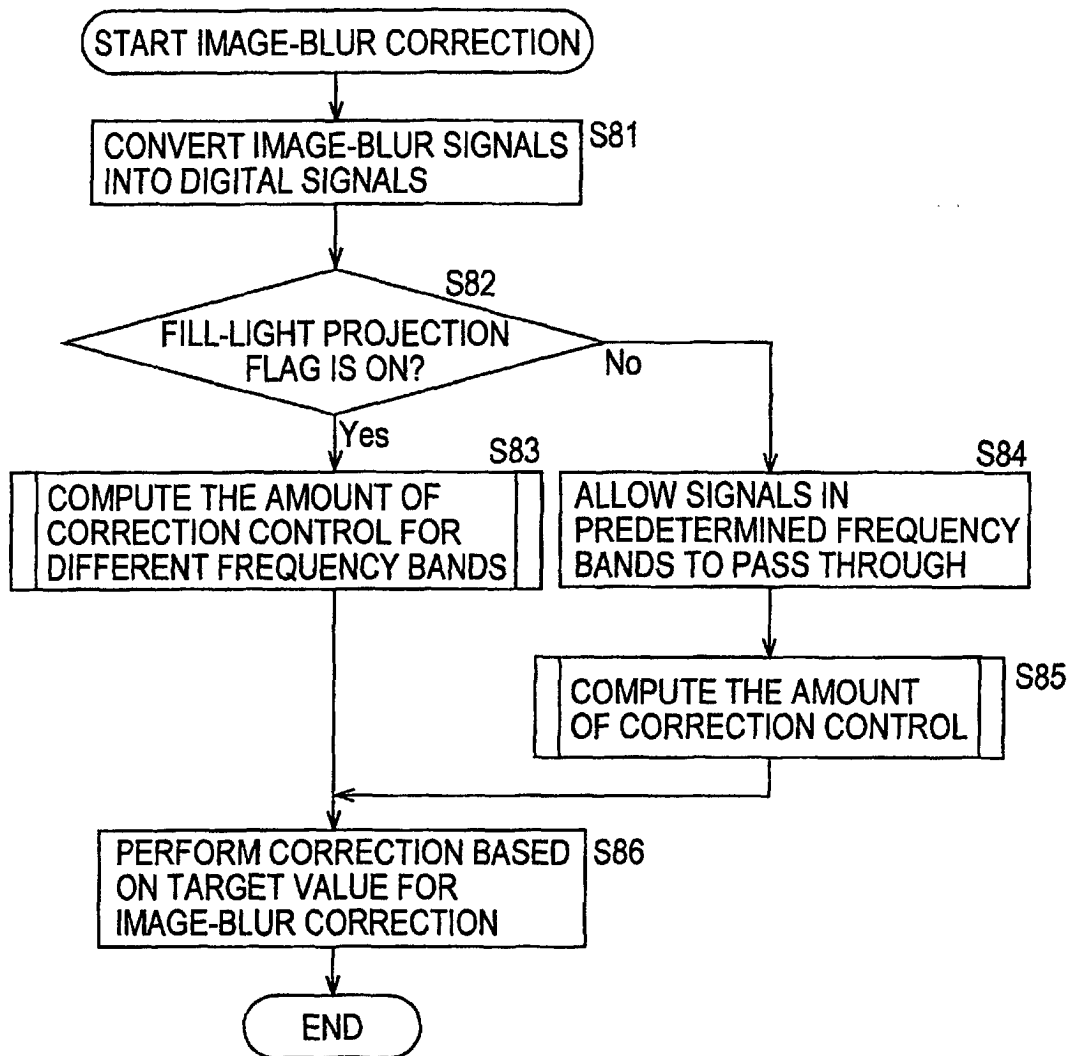 START IMAGE-BLUR CORRECTION
CONVERT IMAGE-BLUR SIGNALS
INTO DIGITAL SIGNALS
S81
S82
FILL-LIGHT PROJECTION
FLAG IS ON?
No
Yes
S83
COMPUTE THE AMOUNT OF
CORRECTION CONTROL FOR
DIFFERENT FREQUENCY BANDS
S84
ALLOW SIGNALS IN
PREDETERMINED FREQUENCY
BANDS TO PASS THROUGH
COMPUTE THE AMOUNT
OF CORRECTION CONTROL
S85
PERFORM CORRECTION BASED
ON TARGET VALUE FOR
IMAGE-BLUR CORRECTION
S86
END